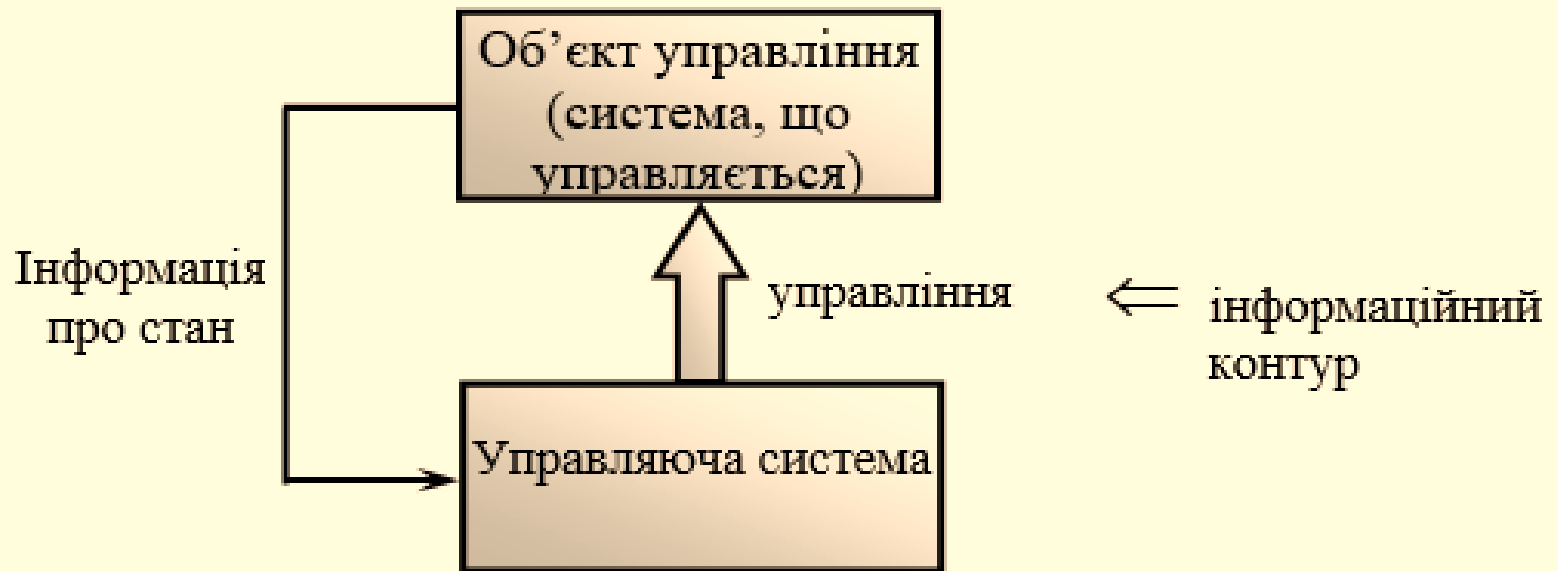 Об’єкт управління
(система, що
управляється)
Інформація
про стан
управління
інформаційний
контур
Управляюча система